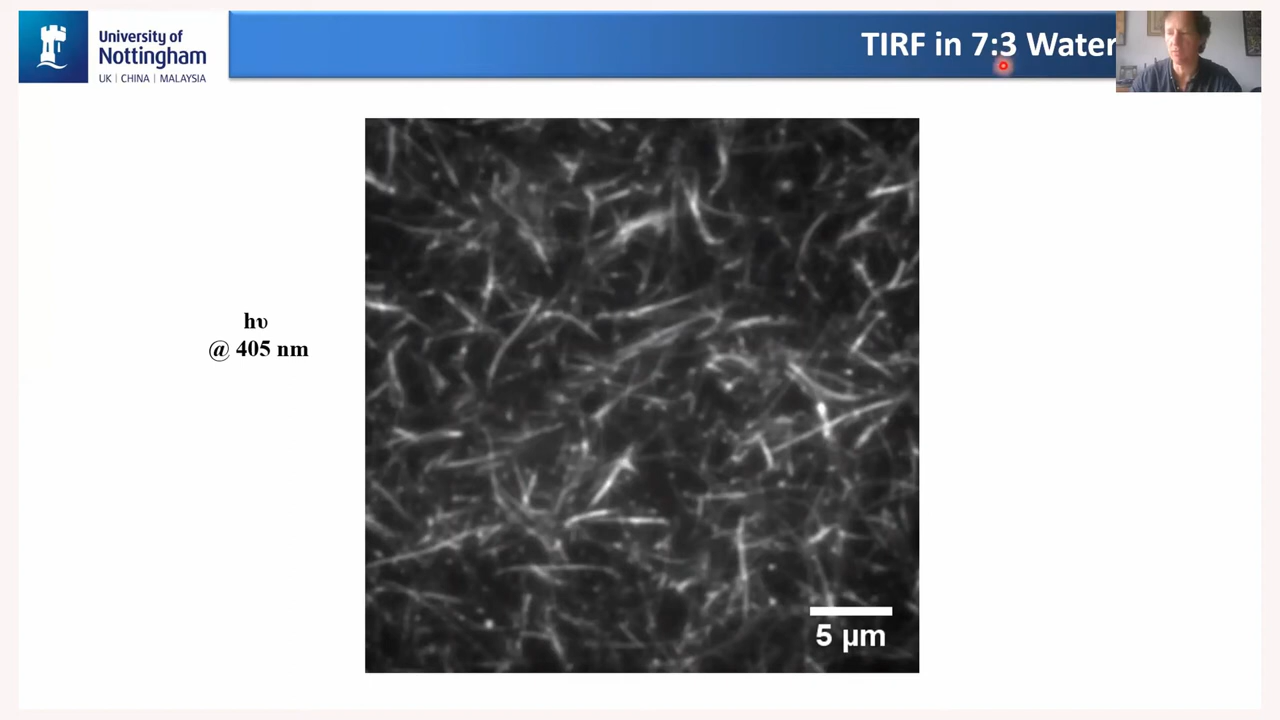 University of
Nottingham
UK | CHINA | MALAYSIA
TIRF in 7:3 Water
hυ
@ 405 nm
5 µm